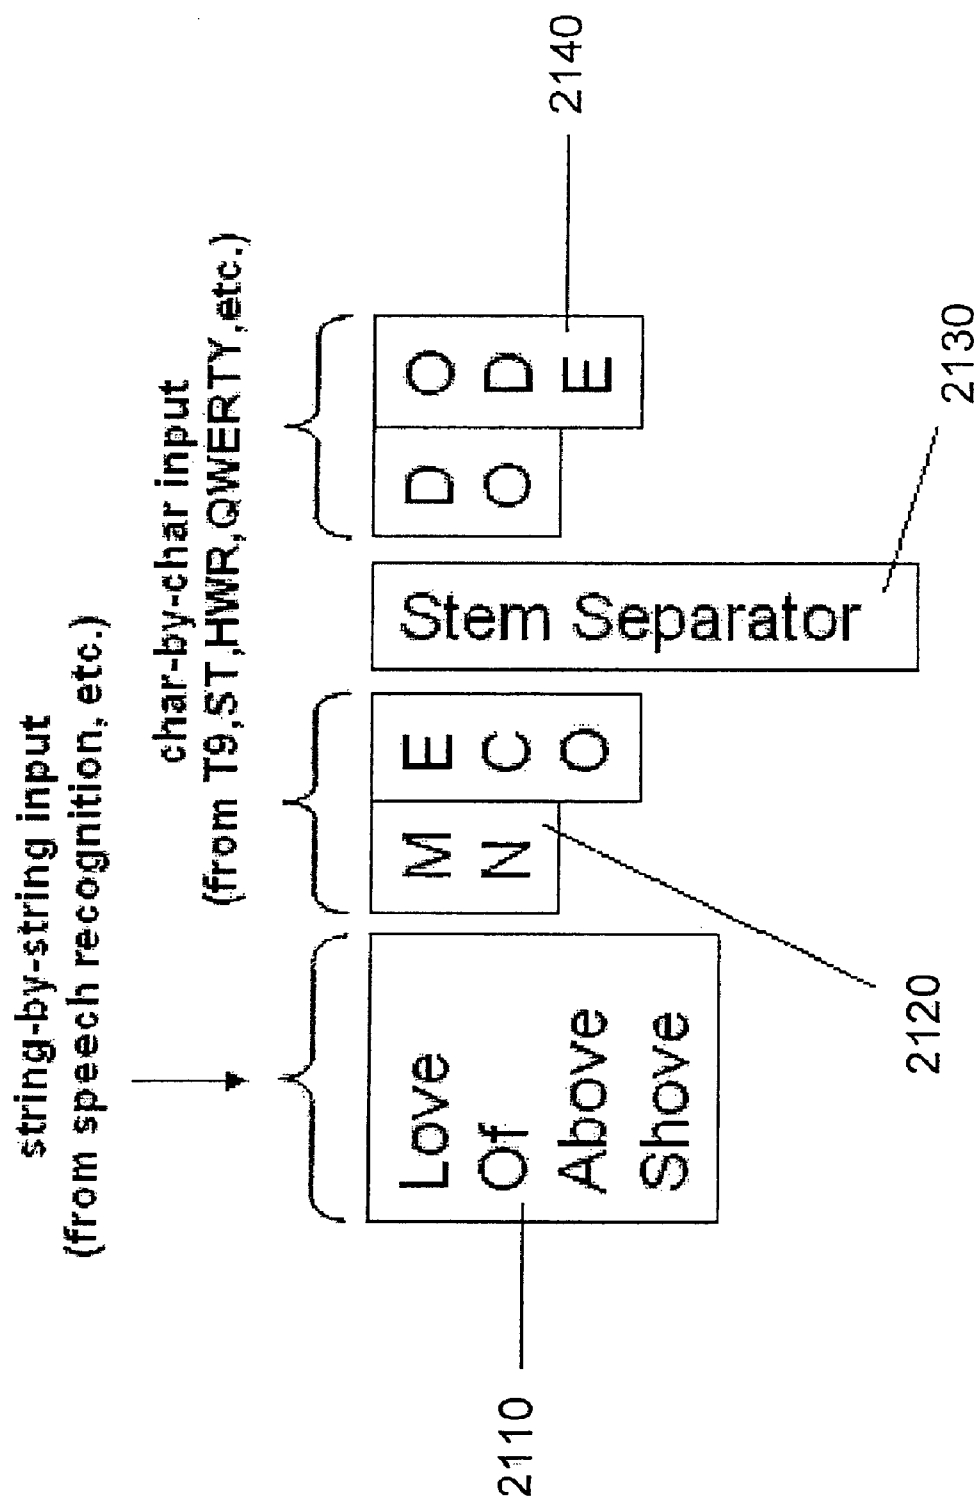 string-by-string input
(from speech recognition, etc.)
char-by-char input
(from T9,ST,HWR,QWERTY,etc.)
Love
Of
Above
Shove
M
N
E
C
O
Stem Separator
D
O
O
D
E
2110
2120
2130
2140